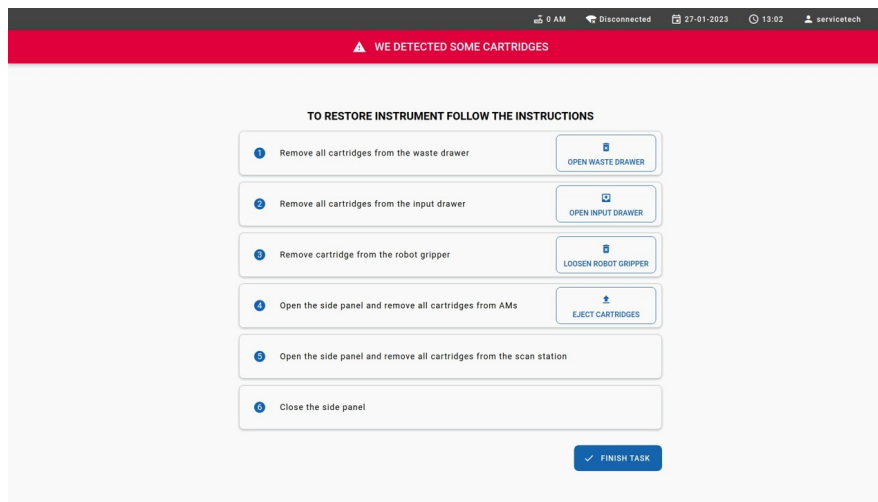 0 AM Disconnected 27-01-2023 13:02 servicetech
WE DETECTED SOME CARTRIDGES
TO RESTORE INSTRUMENT FOLLOW THE INSTRUCTIONS
1 Remove all cartridges from the waste drawer
OPEN WASTE DRAWER
2 Remove all cartridges from the input drawer
OPEN INPUT DRAWER
3 Remove cartridge from the robot gripper
LOOSEN ROBOT GRIPPER
4 Open the side panel and remove all cartridges from AMs
EJECT CARTRIDGES
5 Open the side panel and remove all cartridges from the scan station
6 Close the side panel
FINISH TASK